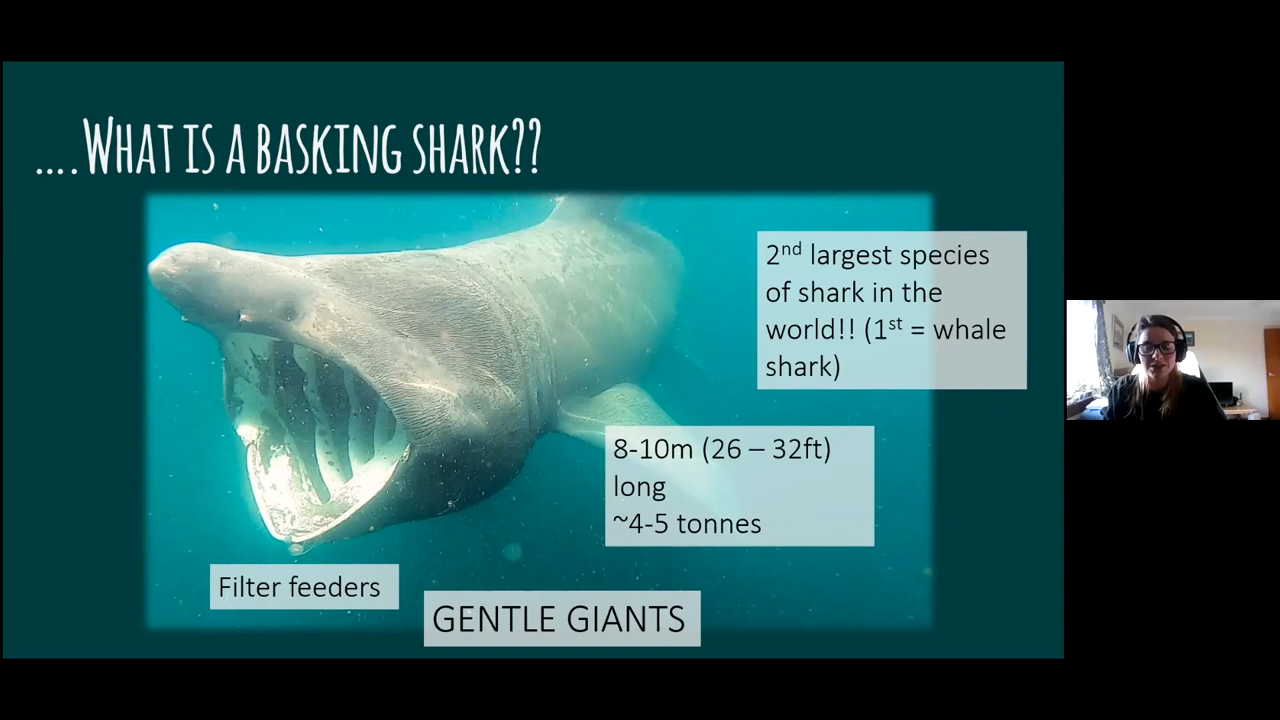 ....WHAT IS A BASKING SHARK??
2nd largest species
of shark in the
world!! (1st = whale
shark)
8-10m (26 – 32ft)
long
~4-5 tonnes
Filter feeders
GENTLE GIANTS